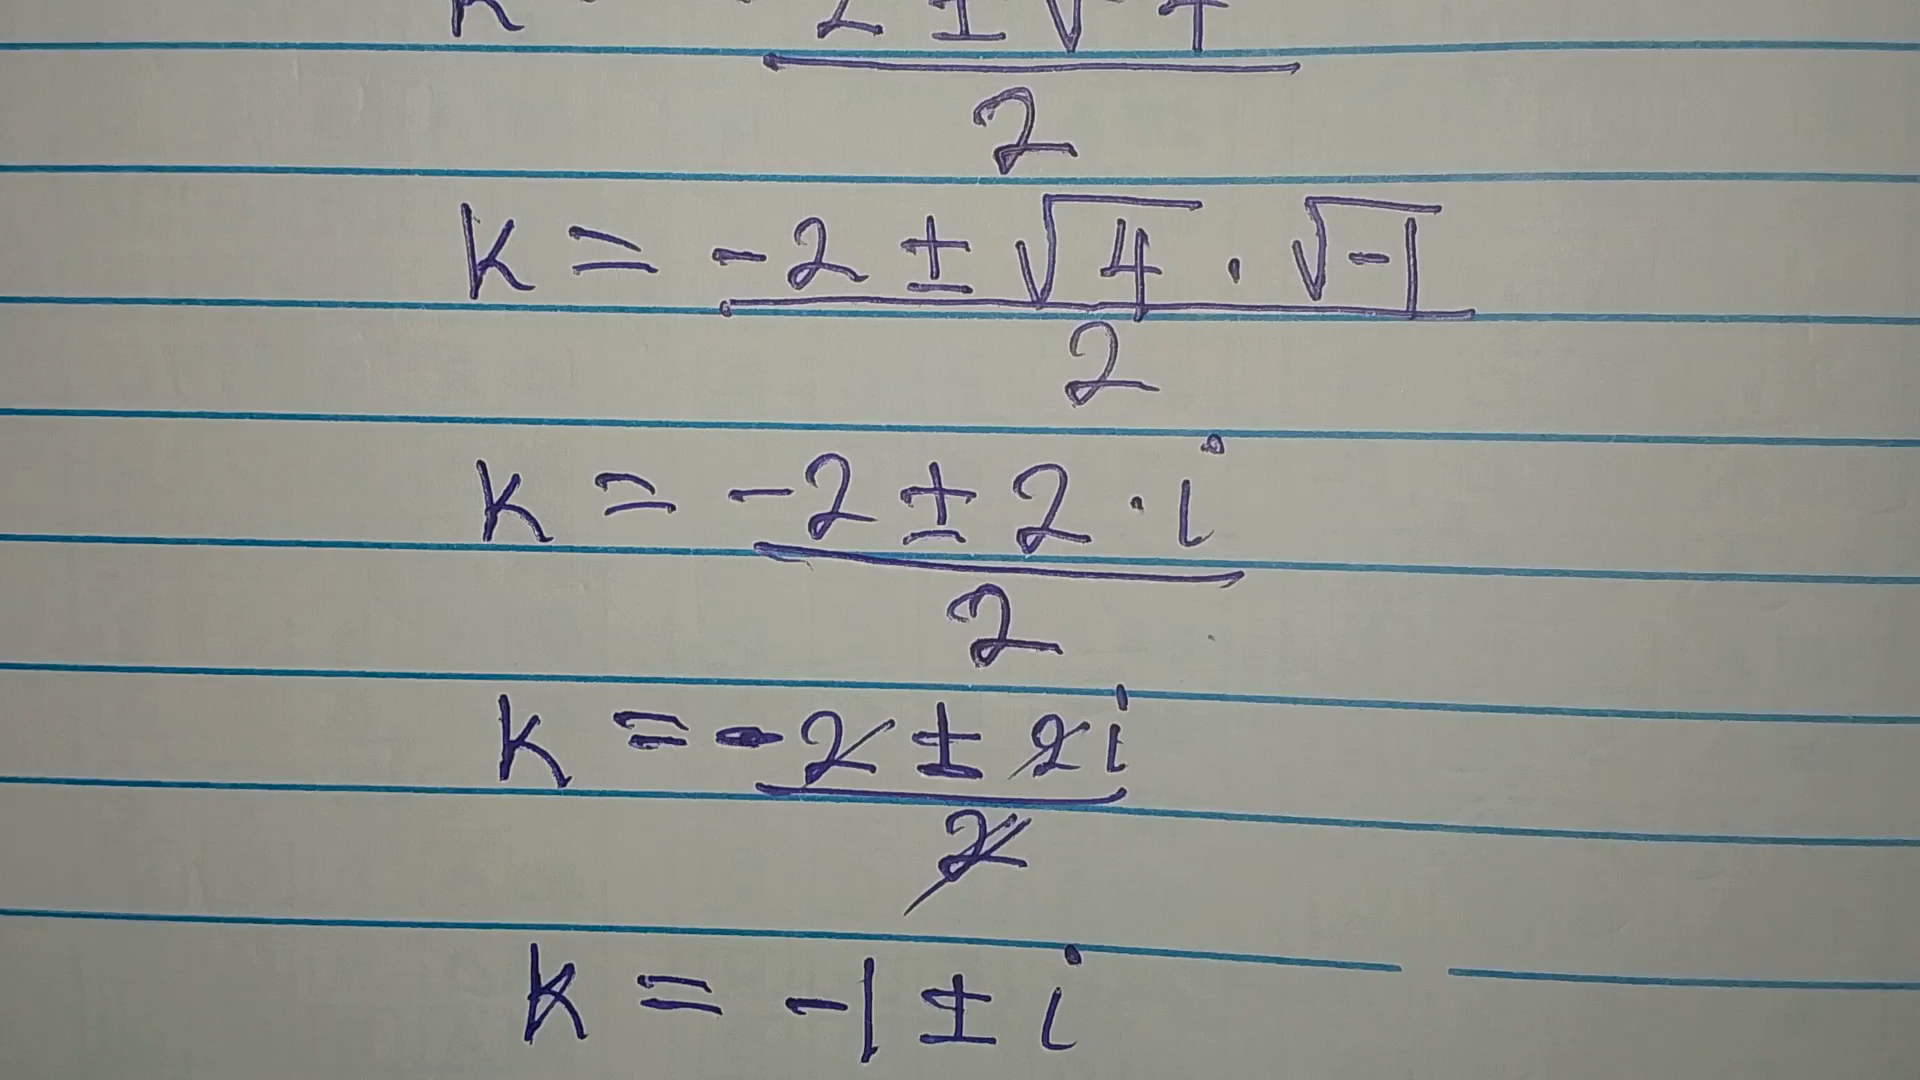 2
k = -2 ± √4 · √-1
2
k = -2 ± 2 · i
2
k = -2 ± 2i
2
k = -1 ± i